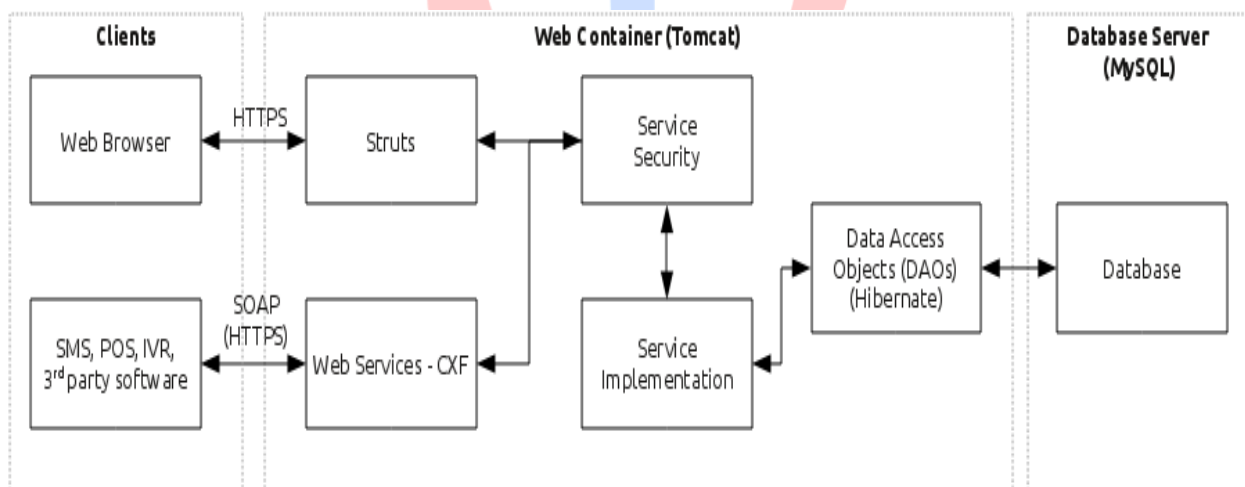 Clients
Web Container (Tomcat)
Database Server
(MySQL)
Web Browser
HTTPS
Struts
Service
Security
Data Access
Objects (DAOs)
(Hibernate)
Database
SMS, POS, IVR,
3rd party software
SOAP
(HTTPS)
Web Services - CXF
Service
Implementation